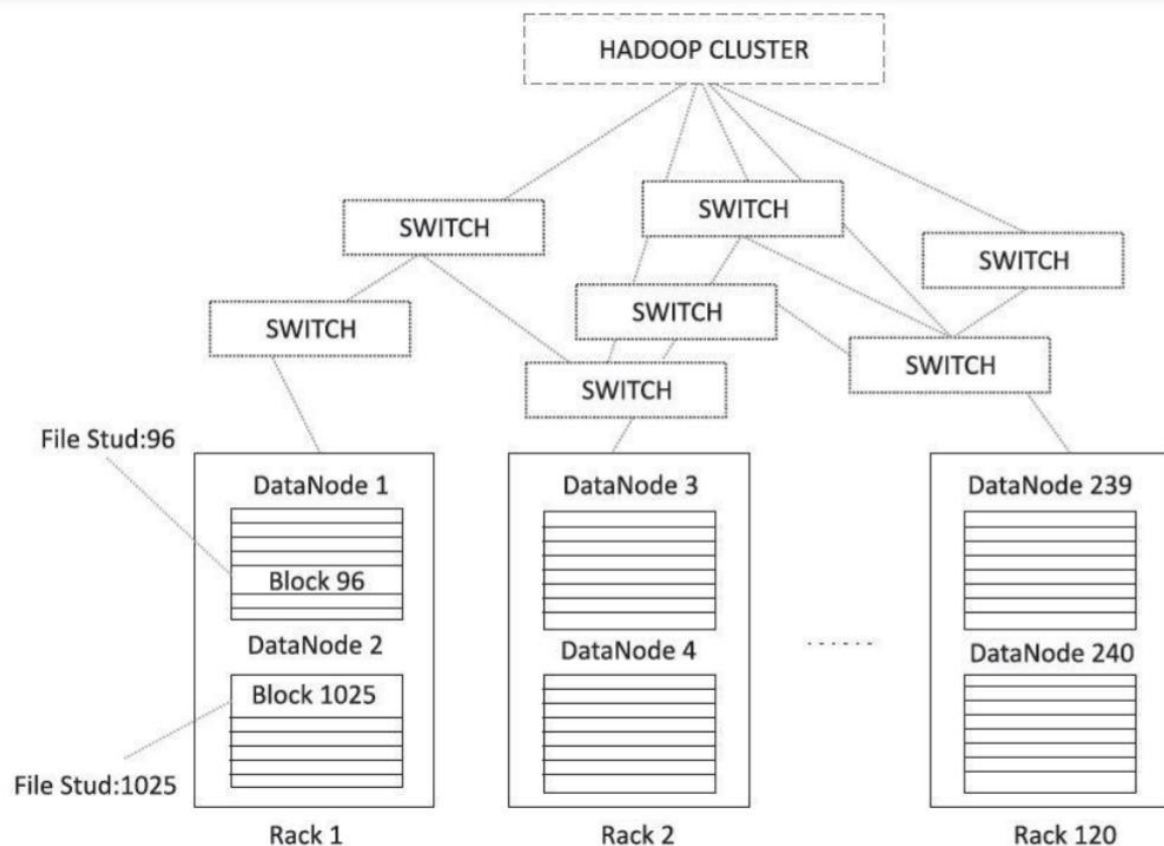 HADOOP CLUSTER
SWITCH
SWITCH
SWITCH
SWITCH
SWITCH
SWITCH
SWITCH
File Stud:96
DataNode 1
DataNode 3
DataNode 239
Block 96
DataNode 2
DataNode 4
DataNode 240
Block 1025
File Stud:1025
Rack 1
Rack 2
Rack 120